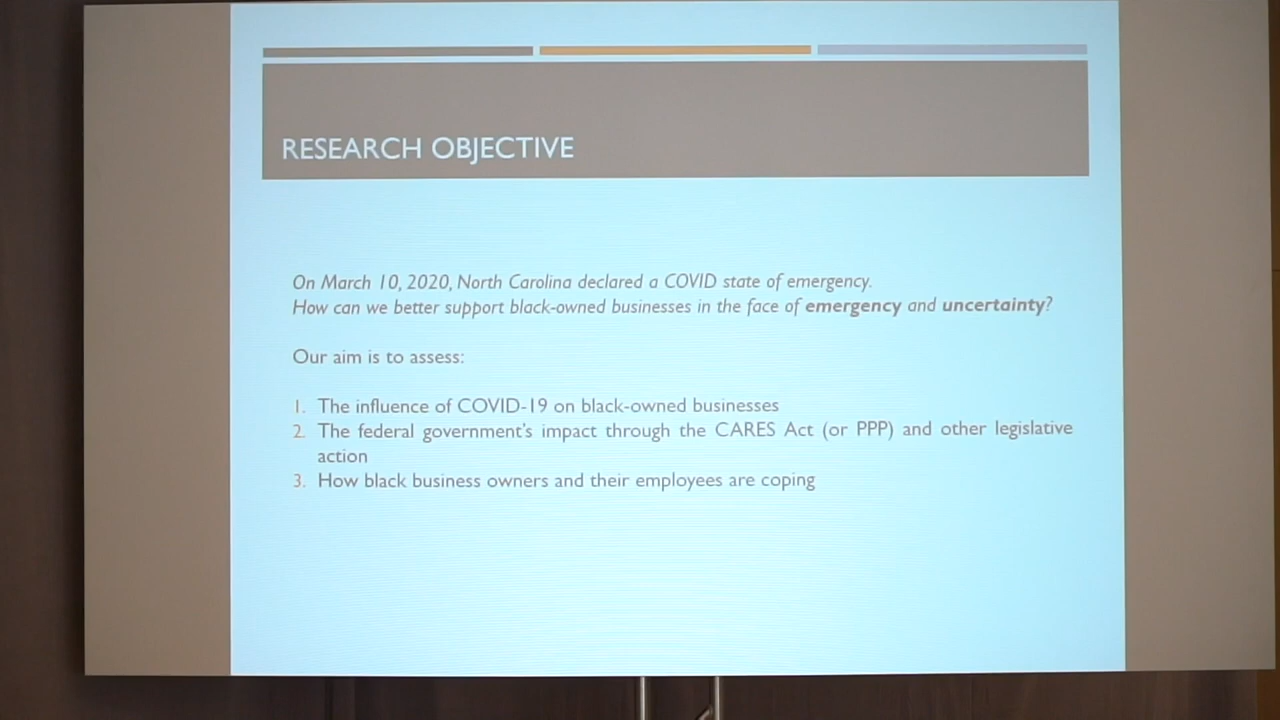 RESEARCH OBJECTIVE
On March 10, 2020, North Carolina declared a COVID state of emergency.
How can we better support black-owned businesses in the face of emergency and uncertainty?
Our aim is to assess:
1. The influence of COVID-19 on black-owned businesses
2. The federal government's impact through the CARES Act (or PPP) and other legislative
action
3. How black business owners and their employees are coping